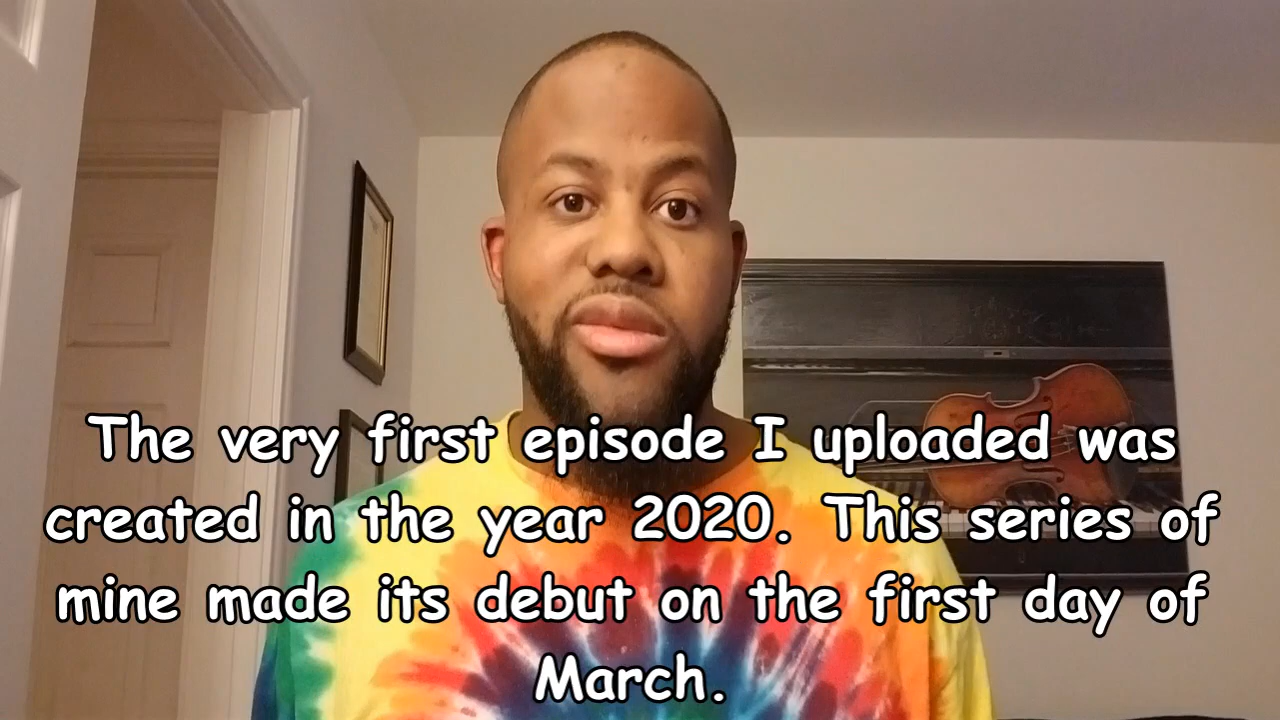 The very first episode I uploaded was
created in the year 2020. This series of
mine made its debut on the first day of
March.